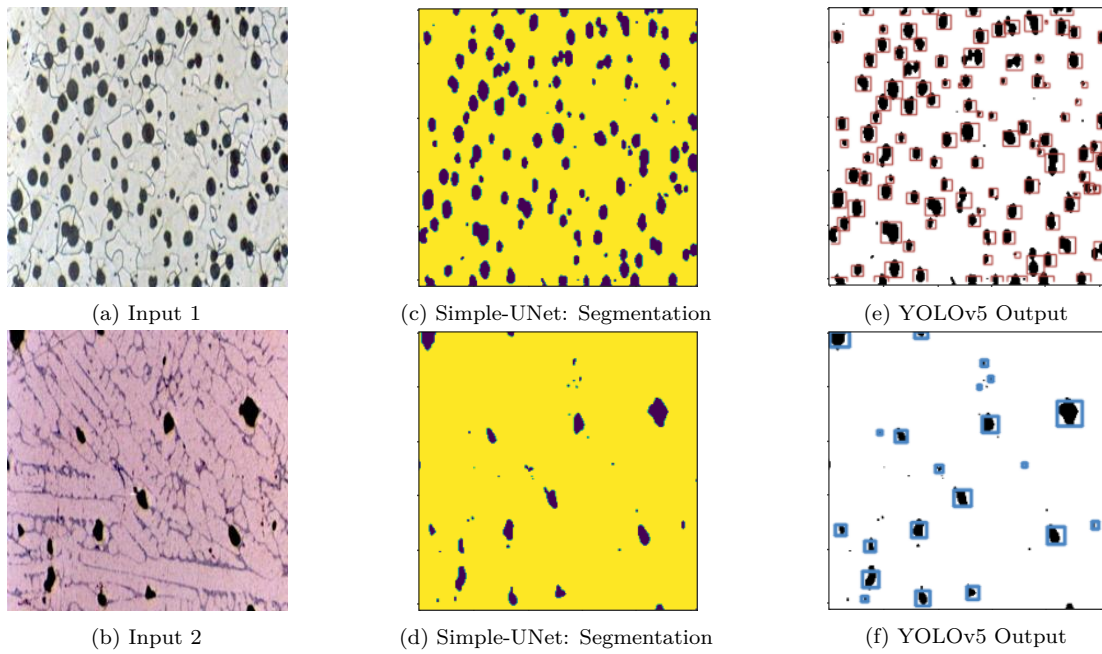 (a) Input 1
(c) Simple-UNet: Segmentation
(e) YOLOv5 Output
(b) Input 2
(d) Simple-UNet: Segmentation
(f) YOLOv5 Output